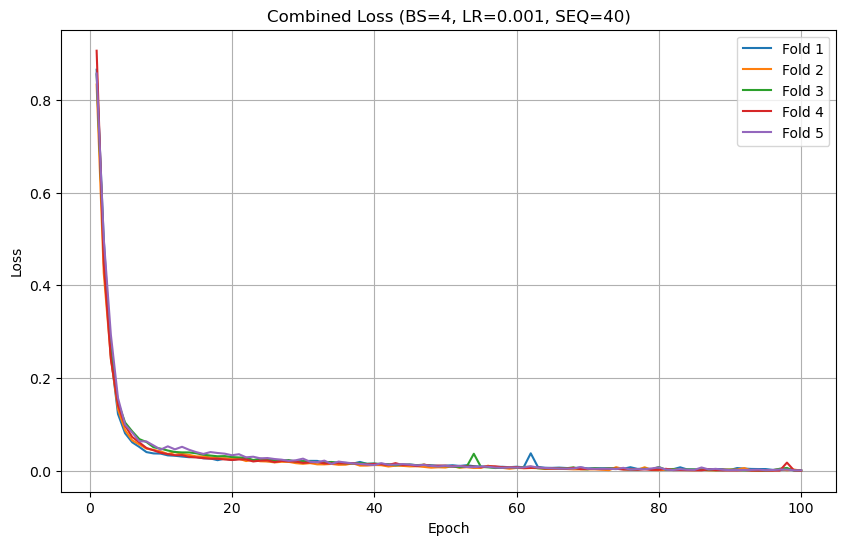 Combined Loss (BS=4, LR=0.001, SEQ=40)
Fold 1
Fold 2
Fold 3
Fold 4
Fold 5
0.8
0.6
0.4
0.2
0.0
Loss
0 20 40 60 80 100
Epoch